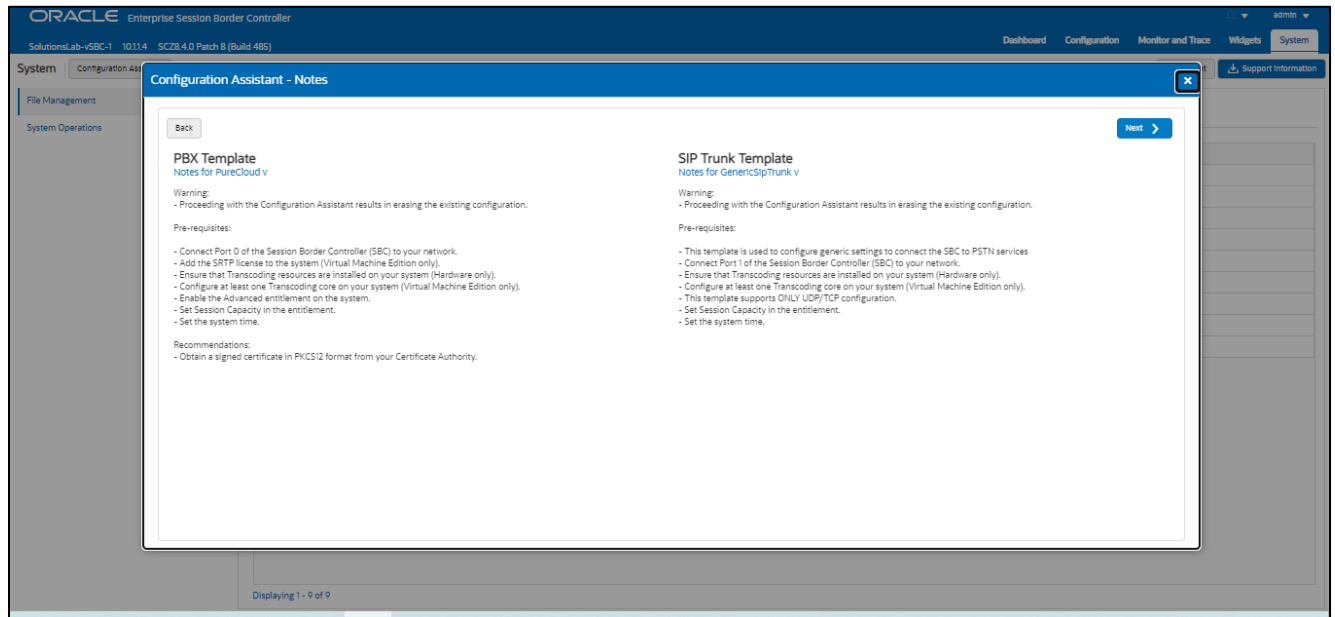 ORACLE Enterprise Session Border Controller
admin
SolutionsLab-vSBC-1 10.1.1.4 SCZ8.4.0 Patch 8 (Build 485)
Dashboard Configuration Monitor and Trace Widgets System
System Configuration Ass
t Support Information
File Management
System Operations
Configuration Assistant - Notes
Back
Next
PBX Template
Notes for PureCloud v
Warning:
- Proceeding with the Configuration Assistant results in erasing the existing configuration.
Pre-requisites:
- Connect Port 0 of the Session Border Controller (SBC) to your network.
- Add the SRTP license to the system (Virtual Machine Edition only).
- Ensure that Transcoding resources are installed on your system (Hardware only).
- Configure at least one Transcoding core on your system (Virtual Machine Edition only).
- Enable the Advanced entitlement on the system.
- Set Session Capacity in the entitlement.
- Set the system time.
Recommendations:
- Obtain a signed certificate in PKCS12 format from your Certificate Authority.
SIP Trunk Template
Notes for GenericSipTrunk v
Warning:
- Proceeding with the Configuration Assistant results in erasing the existing configuration.
Pre-requisites:
- This template is used to configure generic settings to connect the SBC to PSTN services
- Connect Port 1 of the Session Border Controller (SBC) to your network.
- Ensure that Transcoding resources are installed on your system (Hardware only).
- Configure at least one Transcoding core on your system (Virtual Machine Edition only).
- This template supports ONLY UDP/TCP configuration.
- Set Session Capacity in the entitlement.
- Set the system time.
Displaying 1 - 9 of 9